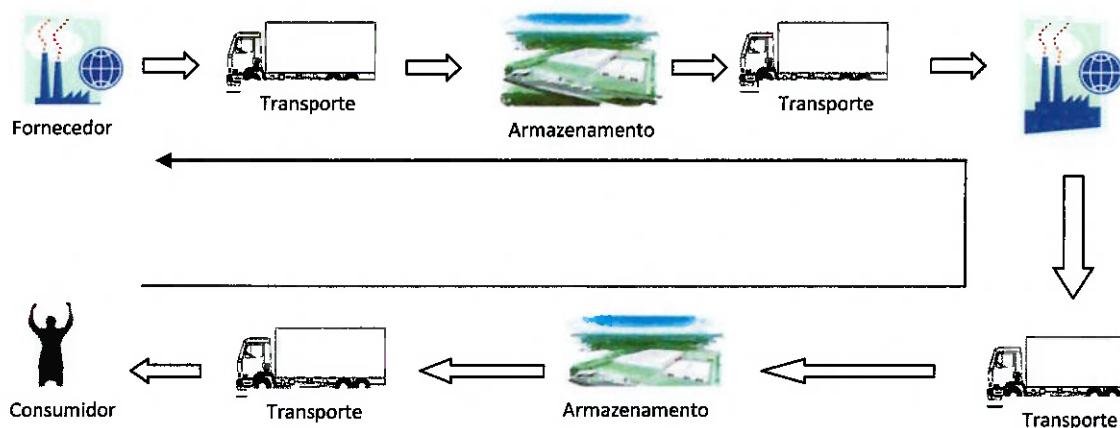 Transporte
Transporte
Fornecedor
Armazenamento
Consumidor
Transporte
Armazenamento
Transporte